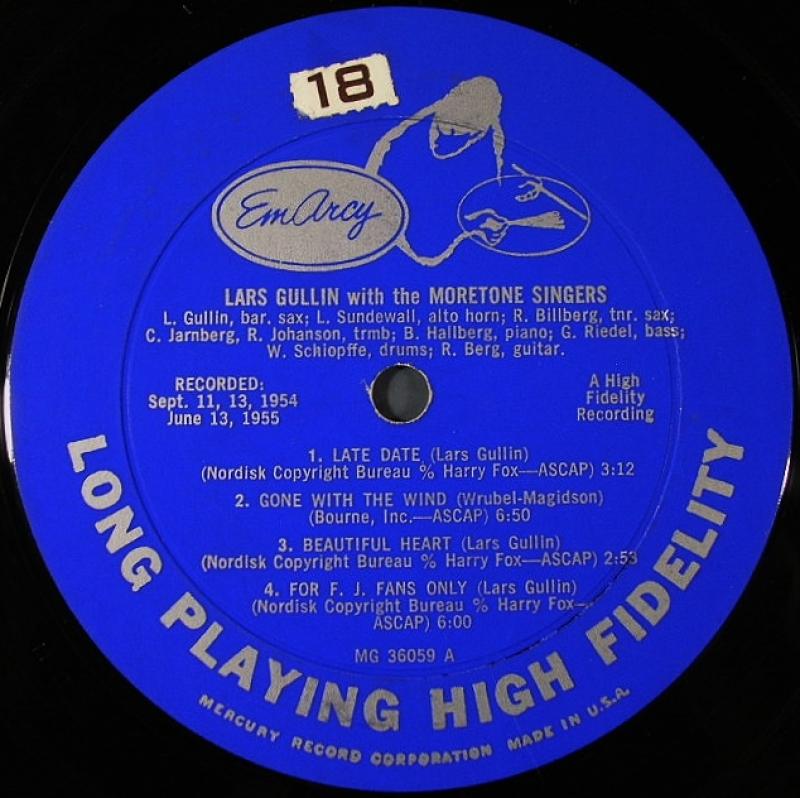 18
EmArcy
LARS GULLIN with the MORETONE SINGERS
L. Gullin, bar. sax; L. Sundewall, alto horn; R. Billberg, tnr. sax;
C. Jarnberg, R. Johanson, trmb; B. Hallberg, piano; G. Riedel, bass;
W. Schiopffe, drums; R. Berg, guitar.
RECORDED:
Sept. 11, 13, 1954
June 13, 1955
A High
Fidelity
Recording
1. LATE DATE (Lars Gullin)
(Nordisk Copyright Bureau % Harry Fox—ASCAP) 3:12
2. GONE WITH THE WIND (Wrubel-Magidson)
(Bourne, Inc.—ASCAP) 6:50
3. BEAUTIFUL HEART (Lars Gullin)
(Nordisk Copyright Bureau % Harry Fox—ASCAP) 2:53
4. FOR F. J. FANS ONLY (Lars Gullin)
(Nordisk Copyright Bureau % Harry Fox—
ASCAP) 6:00
MG 36059 A
LONG PLAYING HIGH FIDELITY
MERCURY RECORD CORPORATION MADE IN U.S.A.